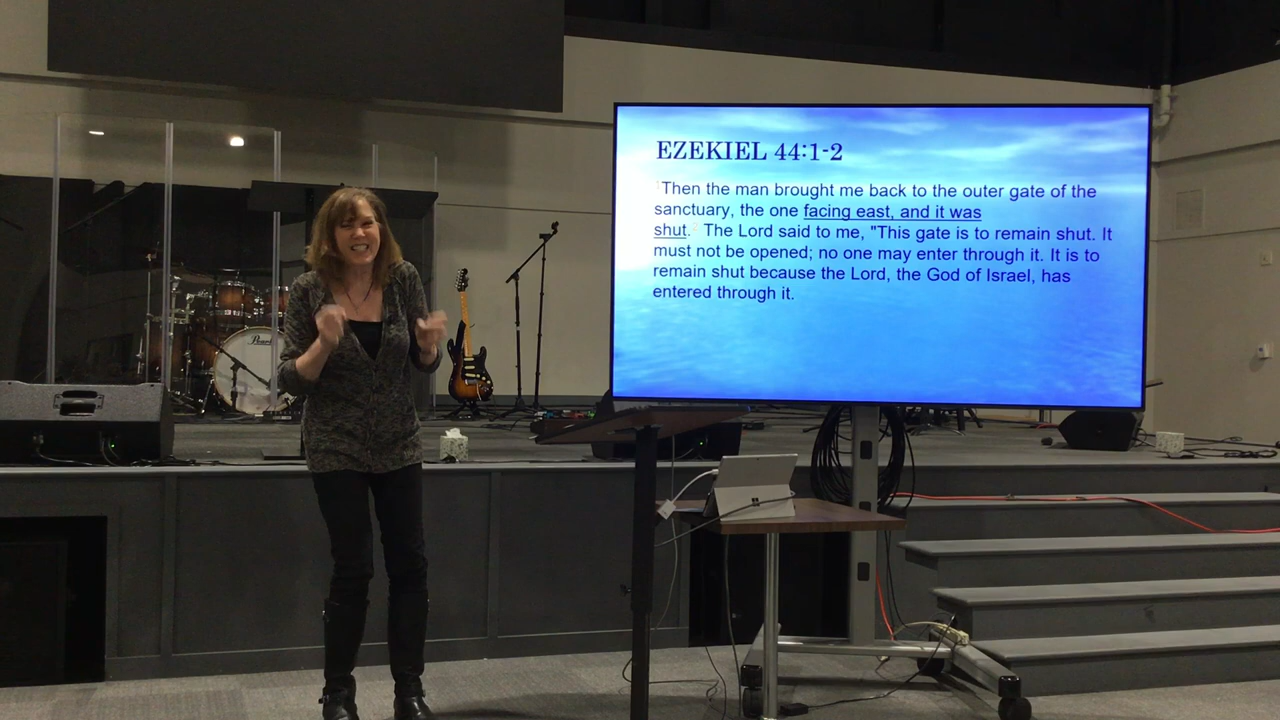 EZEKIEL 44:1-2
¹Then the man brought me back to the outer gate of the
sanctuary, the one facing east, and it was
shut.² The Lord said to me, "This gate is to remain shut. It
must not be opened; no one may enter through it. It is to
remain shut because the Lord, the God of Israel, has
entered through it.
Pearl